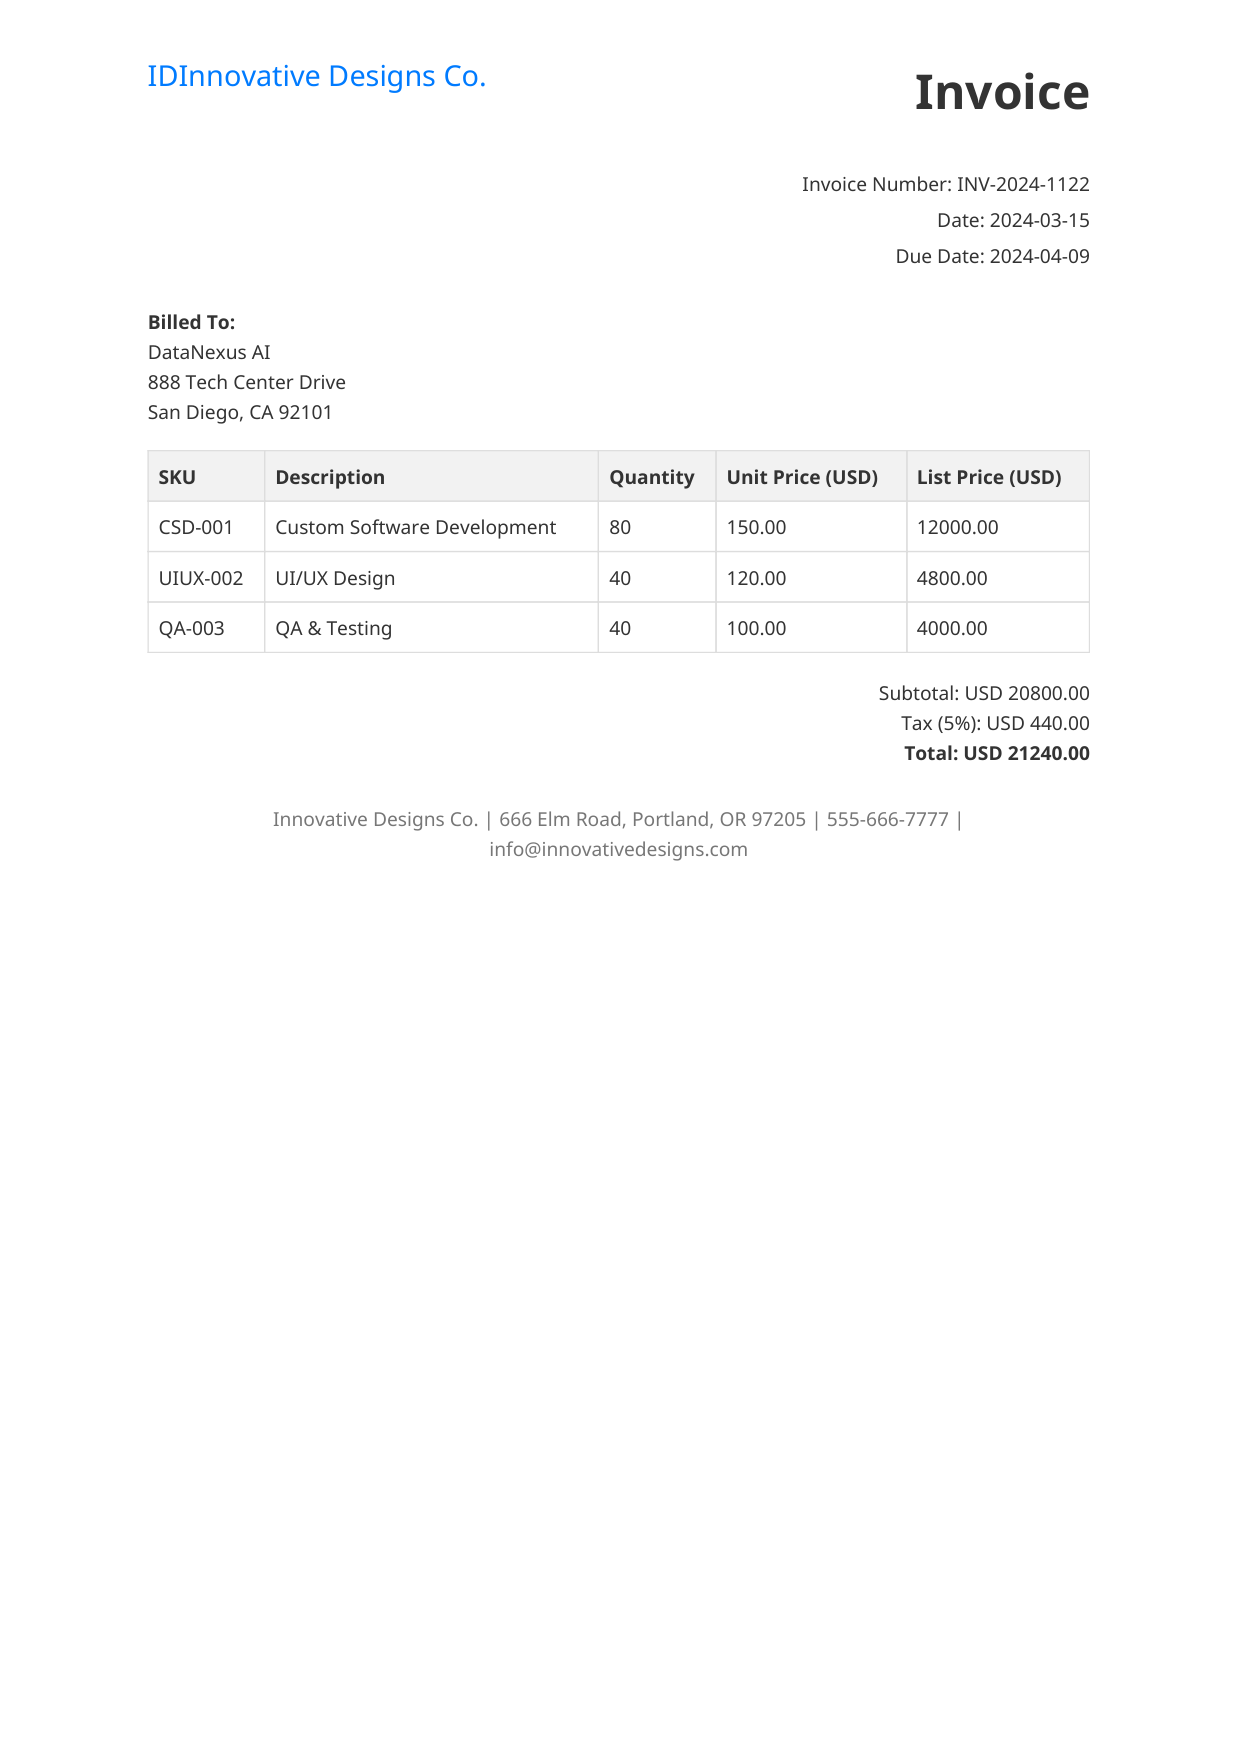 IDInnovative Designs Co.
Invoice
Invoice Number: INV-2024-1122
Date: 2024-03-15
Due Date: 2024-04-09
Billed To:
DataNexus AI
888 Tech Center Drive
San Diego, CA 92101
SKU Description Quantity Unit Price (USD) List Price (USD)
CSD-001 Custom Software Development 80 150.00 12000.00
UIUX-002 UI/UX Design 40 120.00 4800.00
QA-003 QA & Testing 40 100.00 4000.00
Subtotal: USD 20800.00
Tax (5%): USD 440.00
Total: USD 21240.00
Innovative Designs Co. | 666 Elm Road, Portland, OR 97205 | 555-666-7777 |
info@innovativedesigns.com